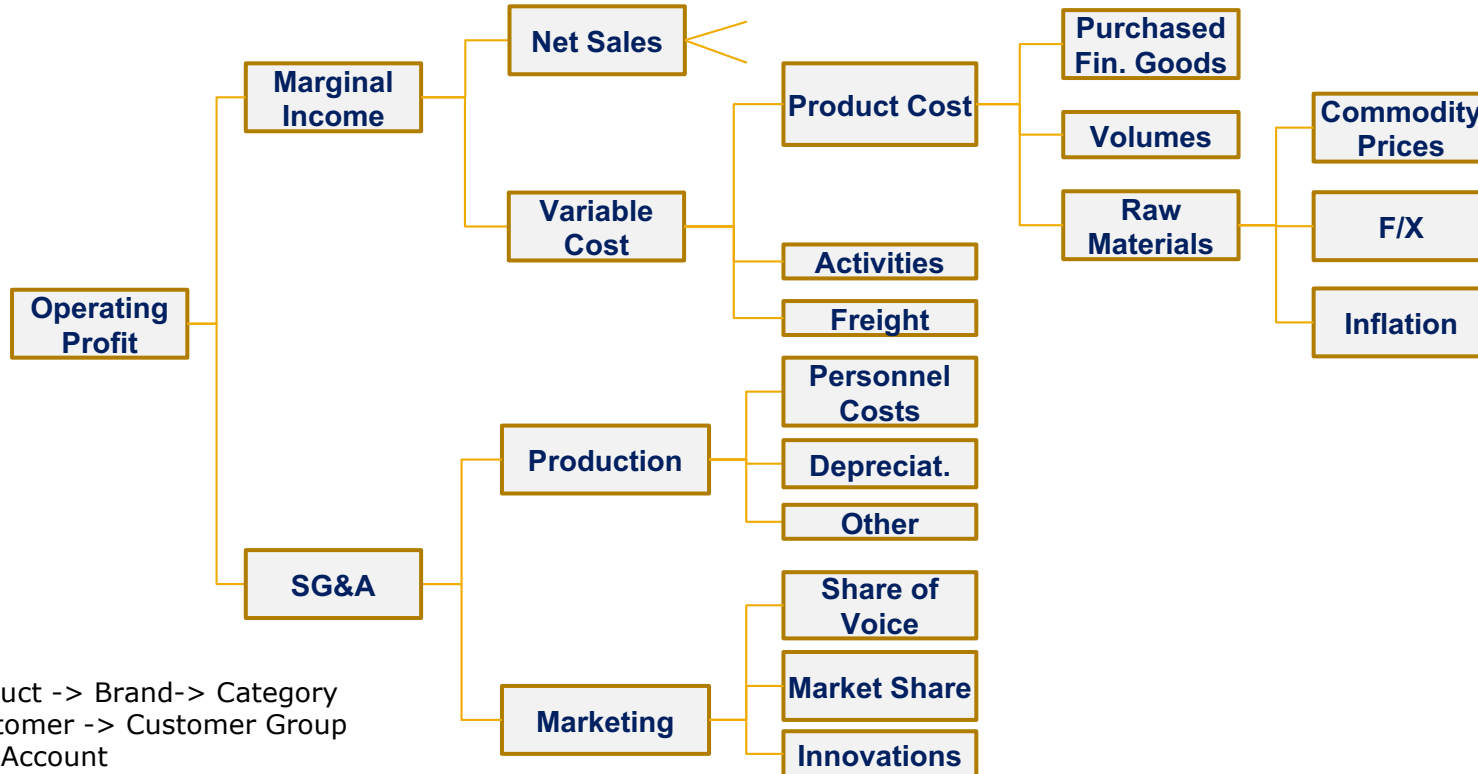 Net Sales
Purchased
Fin. Goods
Marginal
Income
Product Cost
Commodity
Prices
Volumes
Variable
Cost
Raw
Materials
F/X
Activities
Operating
Profit
Freight
Inflation
Personnel
Costs
Production
Depreciat.
Other
SG&A
Share of
Voice
Market Share
Marketing
Innovations
-> Brand-> Category
-> Customer Group
Account